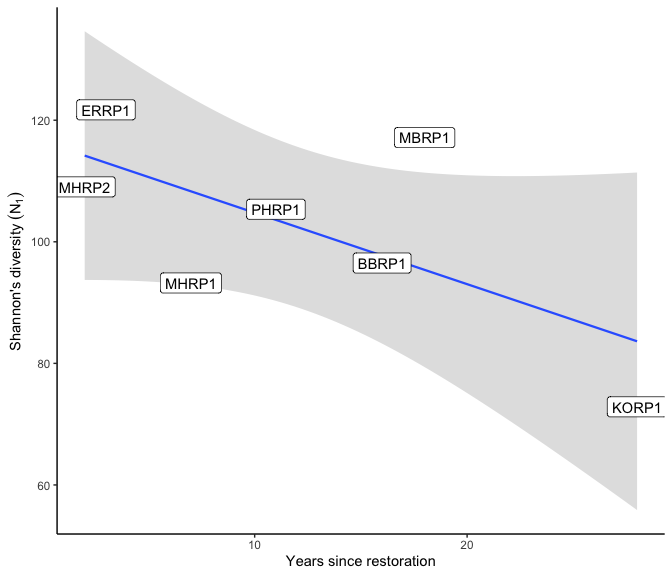 120
100
80
60
Shannon's diversity (N₁)
ERRP1
MBRP1
MHRP2
PHRP1
BBRP1
MHRP1
KORP1
10
20
Years since restoration